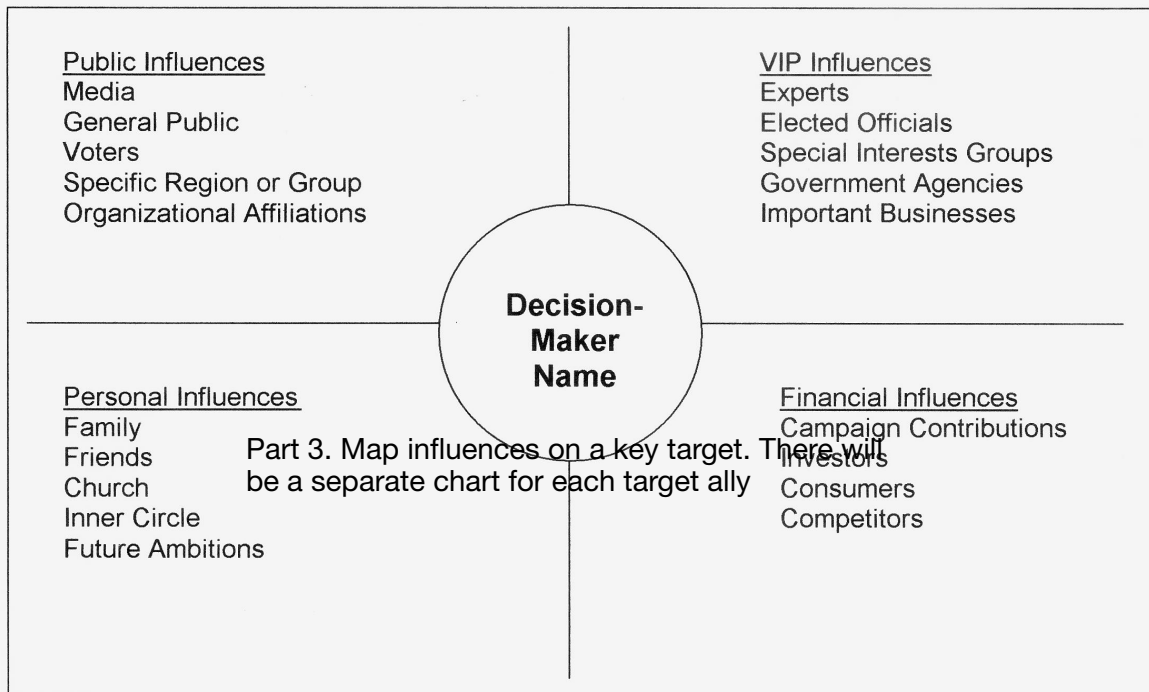 Public Influences
Media
General Public
Voters
Specific Region or Group
Organizational Affiliations
VIP Influences
Experts
Elected Officials
Special Interests Groups
Government Agencies
Important Businesses
Decision-
Maker
Name
Personal Influences
Family
Friends
Church
Inner Circle
Future Ambitions
Part 3. Map influences on a key target. There will
be a separate chart for each target ally
Financial Influences
Campaign Contributions
Investors
Consumers
Competitors